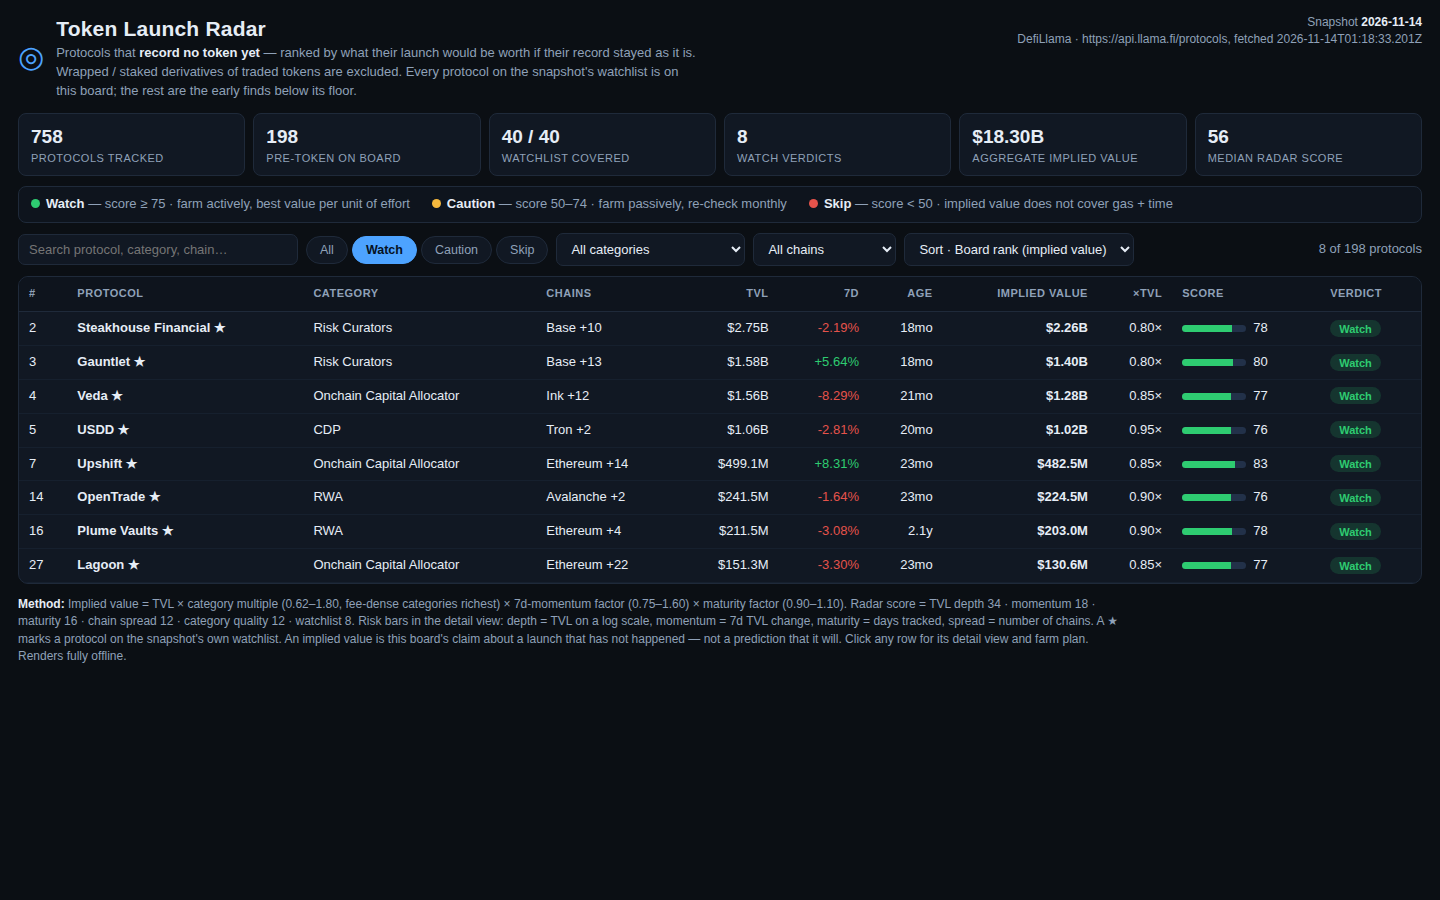 Token Launch Radar
Protocols that record no token yet — ranked by what their launch would be worth if their record stayed as it is.
Wrapped / staked derivatives of traded tokens are excluded. Every protocol on the snapshot's watchlist is on
this board; the rest are the early finds below its floor.
Snapshot 2026-11-14
DefiLlama · https://api.llama.fi/protocols, fetched 2026-11-14T01:18:33.201Z
758
PROTOCOLS TRACKED
198
PRE-TOKEN ON BOARD
40 / 40
WATCHLIST COVERED
8
WATCH VERDICTS
$18.30B
AGGREGATE IMPLIED VALUE
56
MEDIAN RADAR SCORE
Watch — score ≥ 75 · farm actively, best value per unit of effort
Caution — score 50–74 · farm passively, re-check monthly
Skip — score < 50 · implied value does not cover gas + time
Search protocol, category, chain…
All
Watch
Caution
Skip
All categories
All chains
Sort · Board rank (implied value)
8 of 198 protocols
# PROTOCOL CATEGORY CHAINS TVL 7D AGE IMPLIED VALUE ×TVL SCORE VERDICT
2 Steakhouse Financial ★ Risk Curators Base +10 $2.75B -2.19% 18mo $2.26B 0.80× 78 Watch
3 Gauntlet ★ Risk Curators Base +13 $1.58B +5.64% 18mo $1.40B 0.80× 80 Watch
4 Veda ★ Onchain Capital Allocator Ink +12 $1.56B -8.29% 21mo $1.28B 0.85× 77 Watch
5 USDD ★ CDP Tron +2 $1.06B -2.81% 20mo $1.02B 0.95× 76 Watch
7 Upshift ★ Onchain Capital Allocator Ethereum +14 $499.1M +8.31% 23mo $482.5M 0.85× 83 Watch
14 OpenTrade ★ RWA Avalanche +2 $241.5M -1.64% 23mo $224.5M 0.90× 76 Watch
16 Plume Vaults ★ RWA Ethereum +4 $211.5M -3.08% 2.1y $203.0M 0.90× 78 Watch
27 Lagoon ★ Onchain Capital Allocator Ethereum +22 $151.3M -3.30% 23mo $130.6M 0.85× 77 Watch
Method: Implied value = TVL × category multiple (0.62–1.80, fee-dense categories richest) × 7d-momentum factor (0.75–1.60) × maturity factor (0.90–1.10). Radar score = TVL depth 34 · momentum 18 ·
maturity 16 · chain spread 12 · category quality 12 · watchlist 8. Risk bars in the detail view: depth = TVL on a log scale, momentum = 7d TVL change, maturity = days tracked, spread = number of chains. A ★
marks a protocol on the snapshot's own watchlist. An implied value is this board's claim about a launch that has not happened — not a prediction that it will. Click any row for its detail view and farm plan.
Renders fully offline.